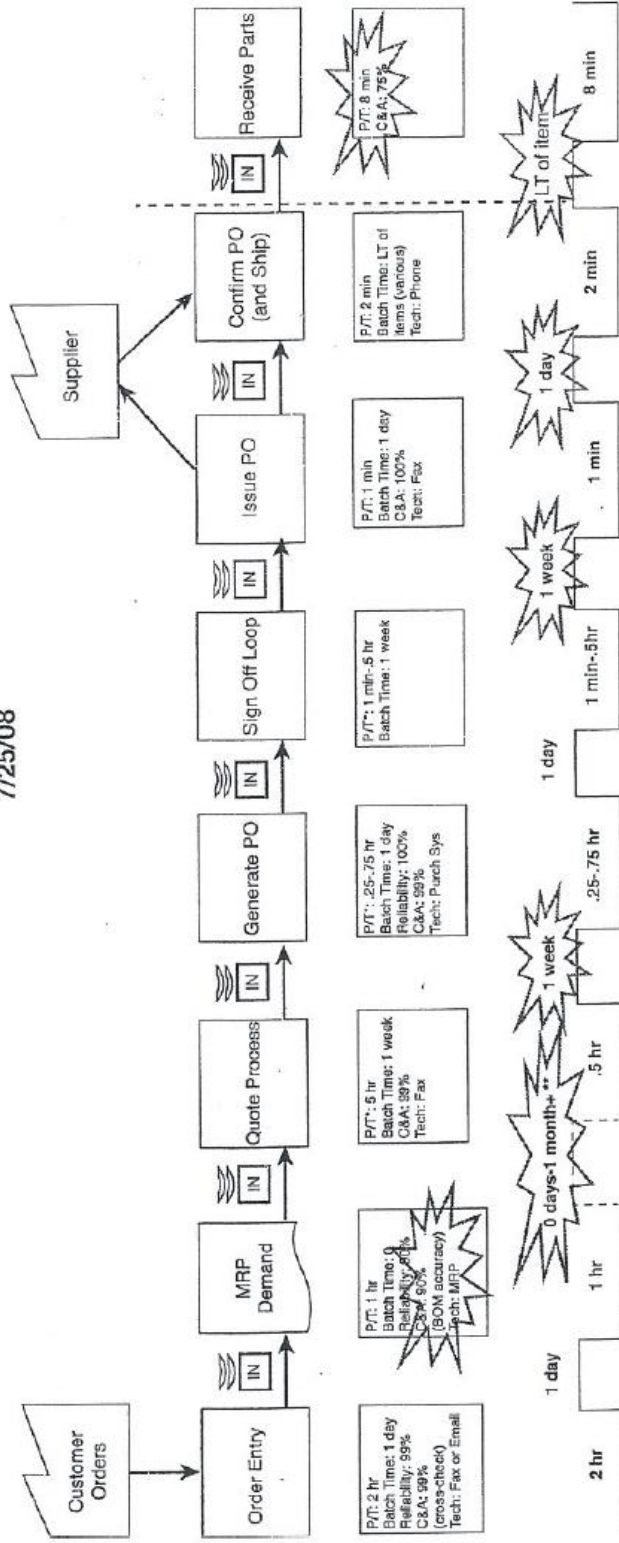 7/25/08
Customer
Orders
Supplier
Order Entry
IN
MRP
Demand
IN
Quote Process
IN
Generate PO
IN
Sign Off Loop
IN
Issue PO
IN
Confirm PO
(and Ship)
IN
Receive Parts
P/T: 2 hr
Batch Time: 1 day
Reliability: 99%
C&A: 99%
(cross-check)
Tech: Fax or Email
P/T: 1 hr
Batch Time: 0
Reliability:
C&A: 90%
(BOM accuracy)
Tech: MRP
P/T*: .5 hr
Batch Time: 1 week
C&A: 99%
Tech: Fax
P/T*: .25-.75 hr
Batch Time: 1 day
Reliability: 100%
C&A: 99%
Tech: Purch Sys
P/T*: 1 min-.5 hr
Batch Time: 1 week
P/T: 1 min
Batch Time: 1 day
C&A: 100%
Tech: Fax
P/T: 2 min
Batch Time: LT of
items (various)
Tech: Phone
P/T: 8 min
C&A: 75%
2 hr
1 day
1 hr
0 days-1 month+ **
.5 hr
1 week
.25-.75 hr
1 day
1 min-.5hr
1 week
1 min
1 day
2 min
LT of item
8 min